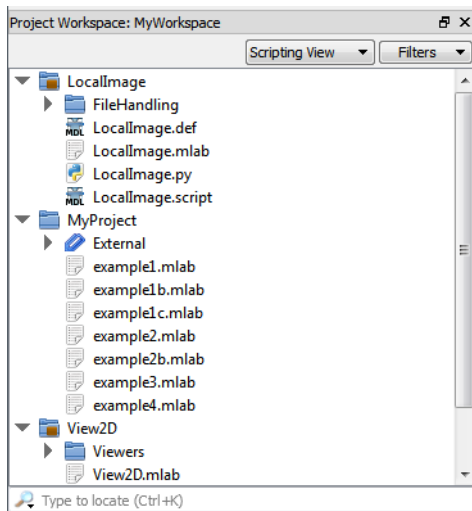 Project Workspace: MyWorkspace
Scripting View Filters
LocalImage
FileHandling
MDL LocalImage.def
LocalImage.mlab
LocalImage.py
MDL LocalImage.script
MyProject
External
example1.mlab
example1b.mlab
example1c.mlab
example2.mlab
example2b.mlab
example3.mlab
example4.mlab
View2D
Viewers
View2D.mlab
Type to locate (Ctrl+K)